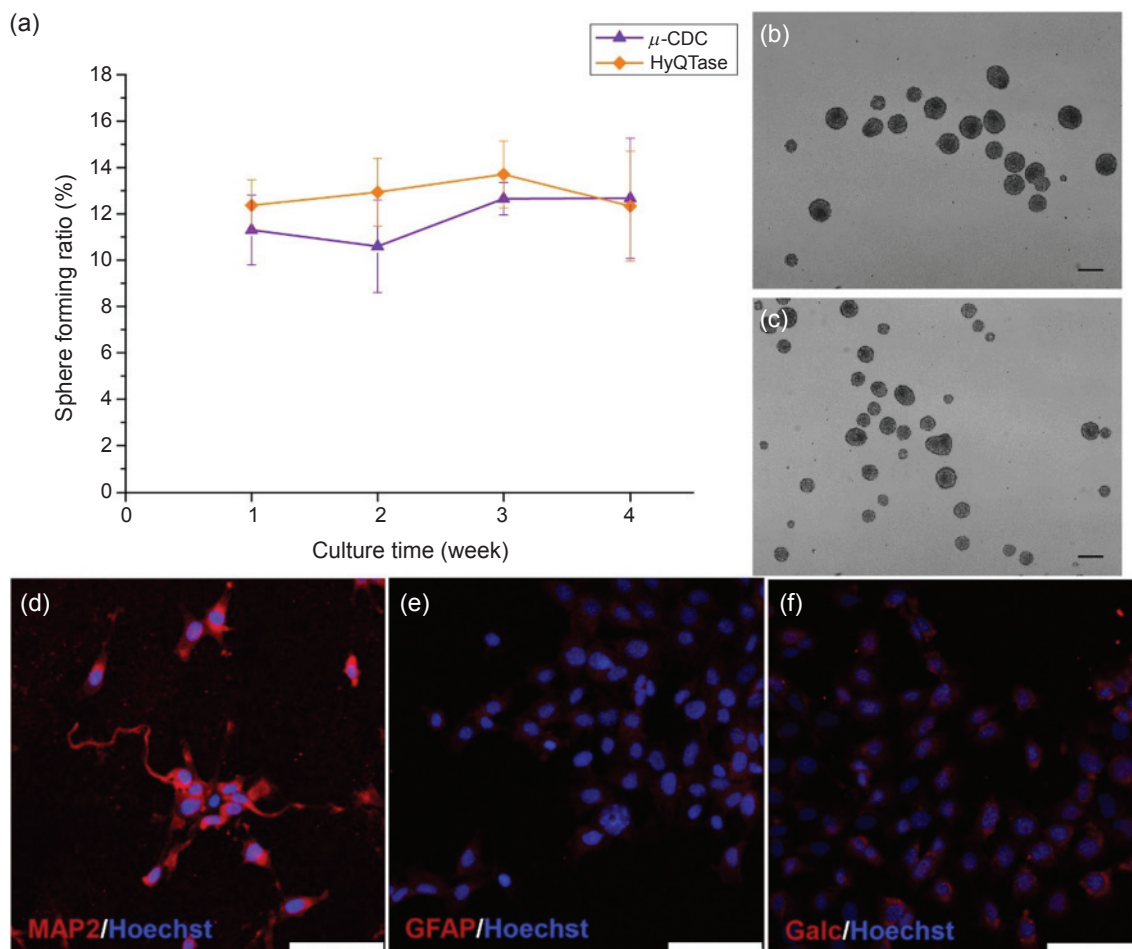 (a)
μ-CDC
HyQTase
18
16
14
12
10
8
6
4
2
0
Sphere forming ratio (%)
0
1
2
3
4
Culture time (week)
(b)
(c)
(d)
MAP2/Hoechst
(e)
GFAP/Hoechst
(f)
Galc/Hoechst